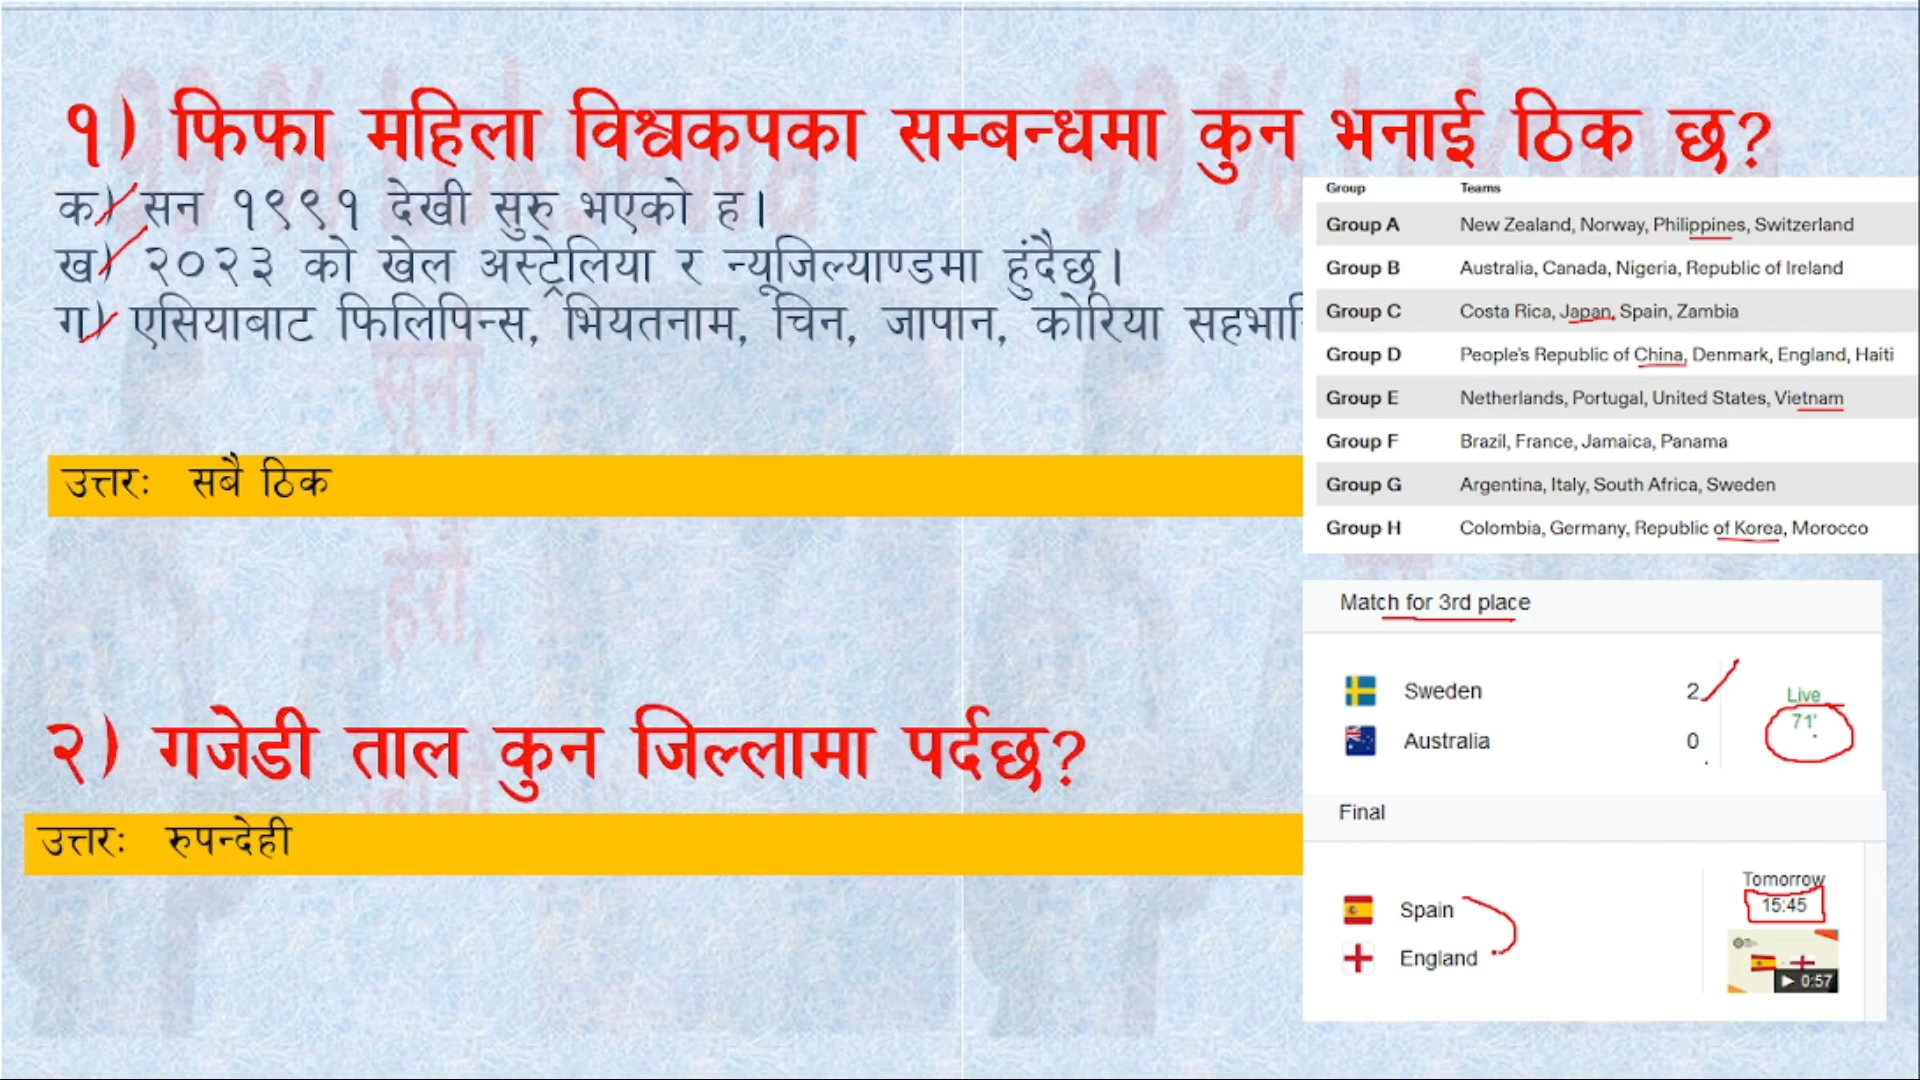 १) फिफा महिला विश्वकपका सम्बन्धमा कुन भनाई ठिक छ?
क) सन १९९१ देखी सुरु भएको ह।
ख) २०२३ को खेल अस्ट्रेलिया र न्यूजिल्याण्डमा हुंदैछ।
ग) एसियाबाट फिलिपिन्स, भियतनाम, चिन, जापान, कोरिया
उत्तरः सबै ठिक
Group Teams
Group A New Zealand, Norway, Philippines, Switzerland
Group B Australia, Canada, Nigeria, Republic of Ireland
Group C Costa Rica, Japan, Spain, Zambia
Group D People's Republic of China, Denmark, England, Haiti
Group E Netherlands, Portugal, United States, Vietnam
Group F Brazil, France, Jamaica, Panama
Group G Argentina, Italy, South Africa, Sweden
Group H Colombia, Germany, Republic of Korea, Morocco
Match for 3rd place
Sweden 2
Live
71'
Australia 0
२) गजेडी ताल कुन जिल्लामा पर्दछ?
उत्तरः रुपन्देही
Final
Tomorrow
15:45
Spain
England
0:57